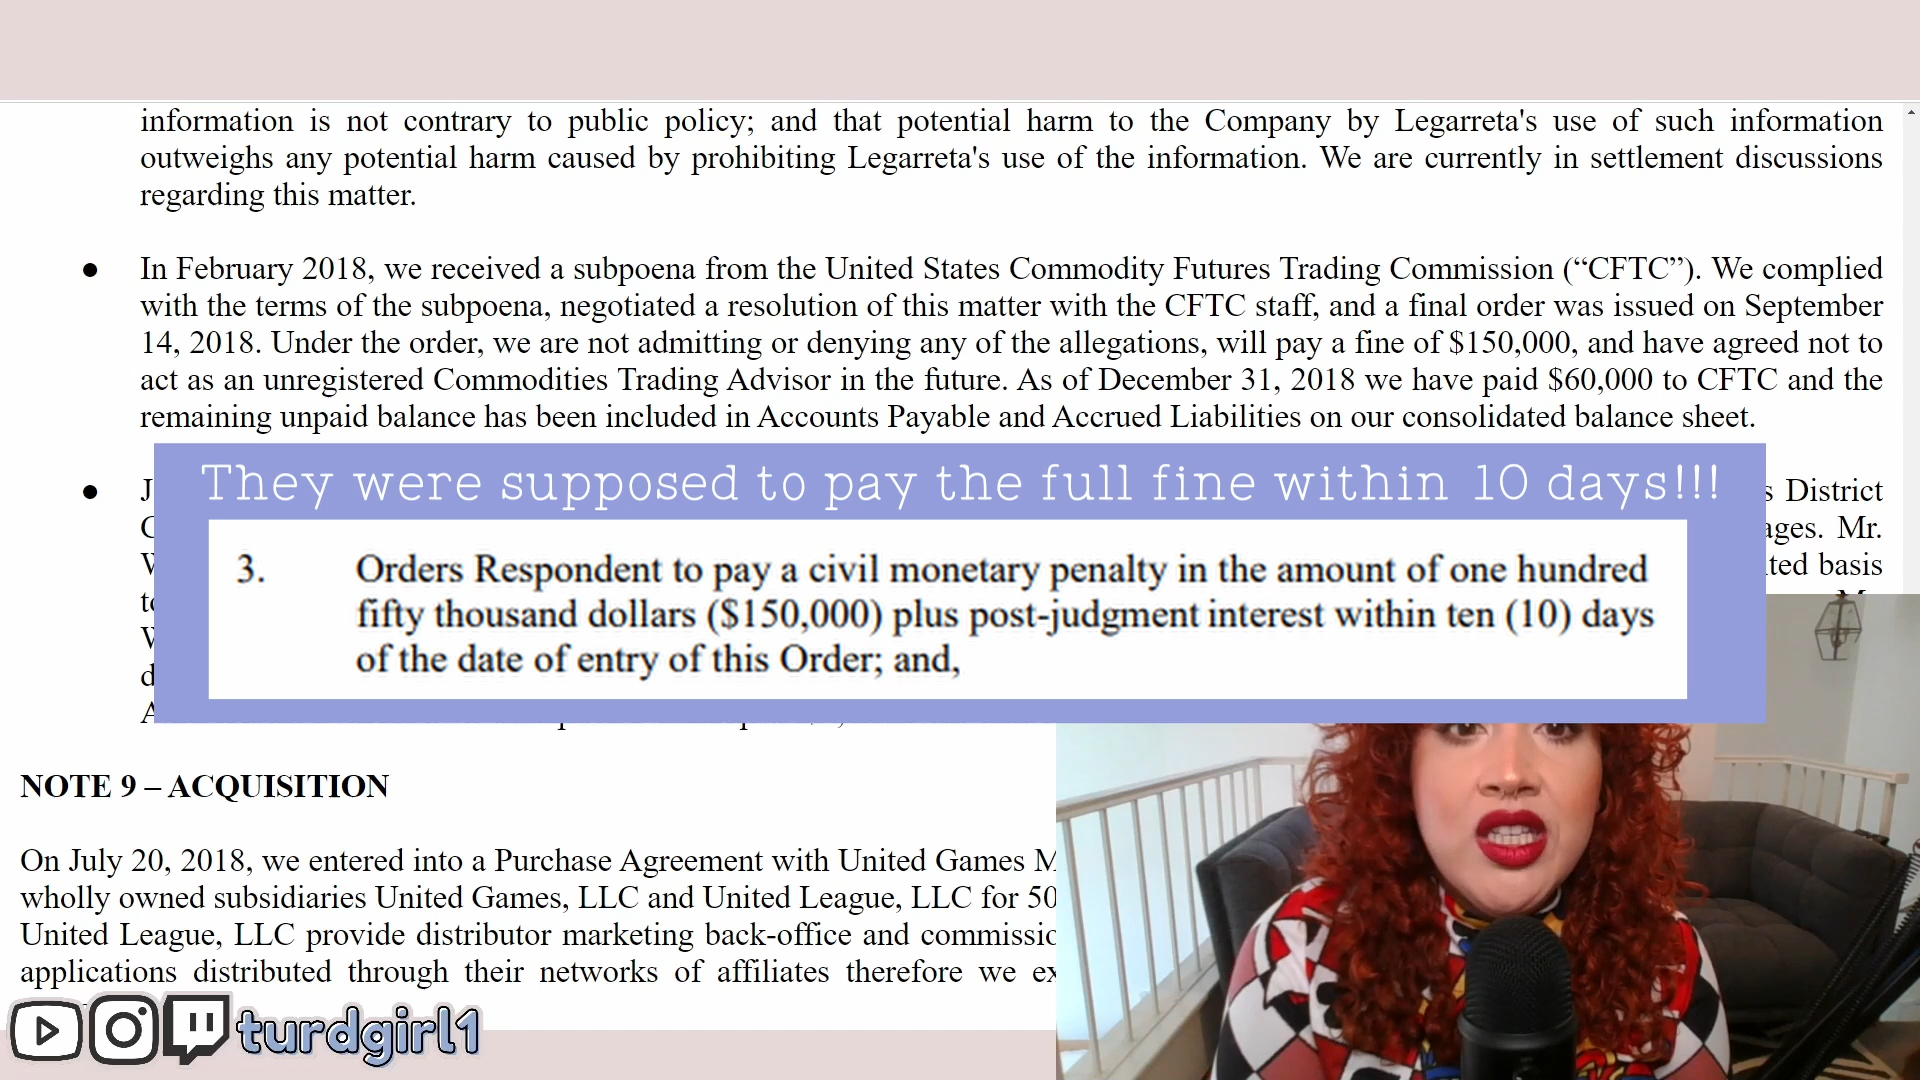 information is not contrary to public policy; and that potential harm to the Company by Legarreta's use of such information
outweighs any potential harm caused by prohibiting Legarreta's use of the information. We are currently in settlement discussions
regarding this matter.
● In February 2018, we received a subpoena from the United States Commodity Futures Trading Commission (“CFTC”). We complied
with the terms of the subpoena, negotiated a resolution of this matter with the CFTC staff, and a final order was issued on September
14, 2018. Under the order, we are not admitting or denying any of the allegations, will pay a fine of $150,000, and have agreed not to
act as an unregistered Commodities Trading Advisor in the future. As of December 31, 2018 we have paid $60,000 to CFTC and the
remaining unpaid balance has been included in Accounts Payable and Accrued Liabilities on our consolidated balance sheet.
They were supposed to pay the full fine within 10 days!!!
3. Orders Respondent to pay a civil monetary penalty in the amount of one hundred
fifty thousand dollars ($150,000) plus post-judgment interest within ten (10) days
of the date of entry of this Order; and,
● District
Mr.
basis
NOTE 9 – ACQUISITION
On July 20, 2018, we entered into a Purchase Agreement with United Games M
wholly owned subsidiaries United Games, LLC and United League, LLC for 50
United League, LLC provide distributor marketing back-office and commissio
applications distributed through their networks of affiliates therefore we ex
turdgirl1